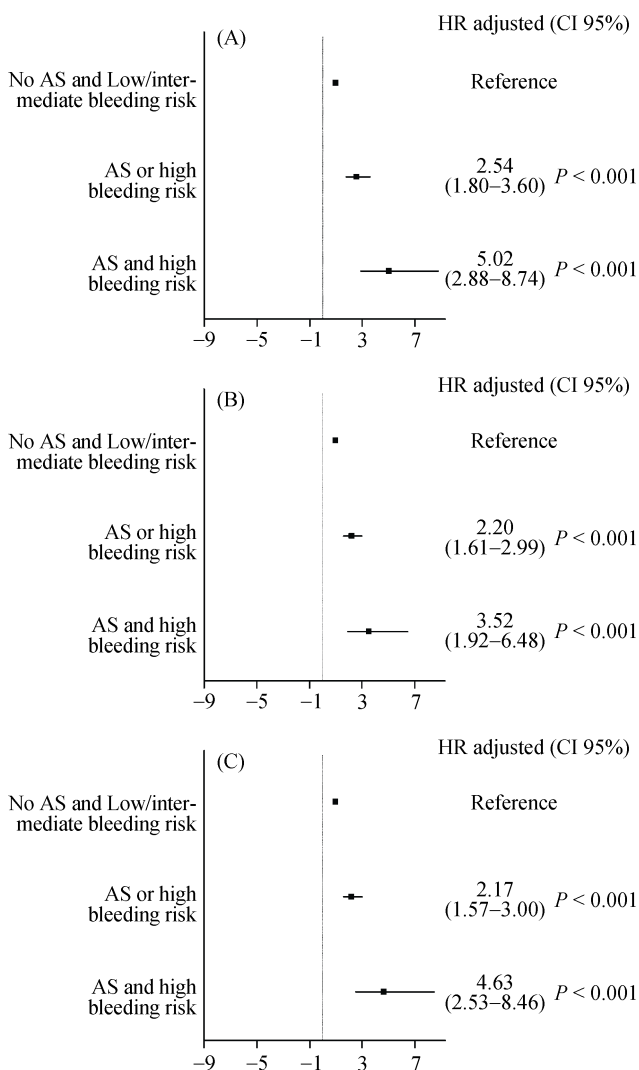 HR adjusted (CI 95%)
(A)
No AS and Low/inter-
mediate bleeding risk
Reference
AS or high
bleeding risk
2.54
(1.80–3.60)
P < 0.001
AS and high
bleeding risk
5.02
(2.88–8.74)
P < 0.001
–9 –5 –1 3 7
HR adjusted (CI 95%)
(B)
No AS and Low/inter-
mediate bleeding risk
Reference
AS or high
bleeding risk
2.20
(1.61–2.99)
P < 0.001
AS and high
bleeding risk
3.52
(1.92–6.48)
P < 0.001
–9 –5 –1 3 7
HR adjusted (CI 95%)
(C)
No AS and Low/inter-
mediate bleeding risk
Reference
AS or high
bleeding risk
2.17
(1.57–3.00)
P < 0.001
AS and high
bleeding risk
4.63
(2.53–8.46)
P < 0.001
–9 –5 –1 3 7